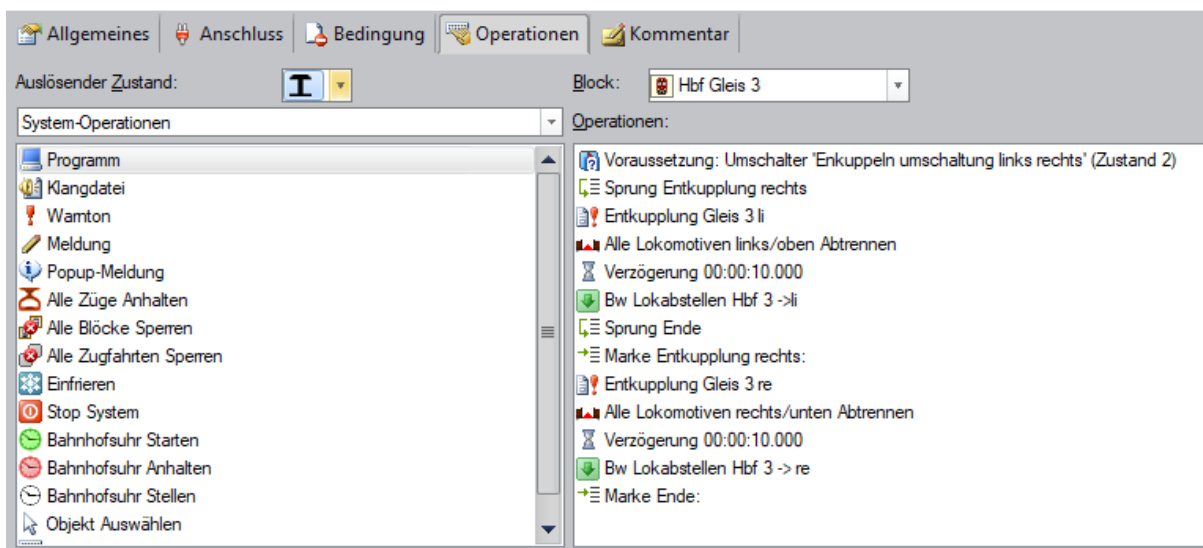 Allgemeines Anschluss Bedingung Operationen Kommentar
Auslösender Zustand:
Block: Hbf Gleis 3
System-Operationen
Operationen:
Programm
Klangdatei
Warnton
Meldung
Popup-Meldung
Alle Züge Anhalten
Alle Blöcke Sperren
Alle Zugfahrten Sperren
Einfrieren
Stop System
Bahnhofsuhr Starten
Bahnhofsuhr Anhalten
Bahnhofsuhr Stellen
Objekt Auswählen
Voraussetzung: Umschalter 'Enkuppeln umschaltung links rechts' (Zustand 2)
Sprung Entkupplung rechts
Entkupplung Gleis 3 li
Alle Lokomotiven links/oben Abtrennen
Verzögerung 00:00:10.000
Bw Lokabstellen Hbf 3 ->li
Sprung Ende
Marke Entkupplung rechts:
Entkupplung Gleis 3 re
Alle Lokomotiven rechts/unten Abtrennen
Verzögerung 00:00:10.000
Bw Lokabstellen Hbf 3 -> re
Marke Ende: